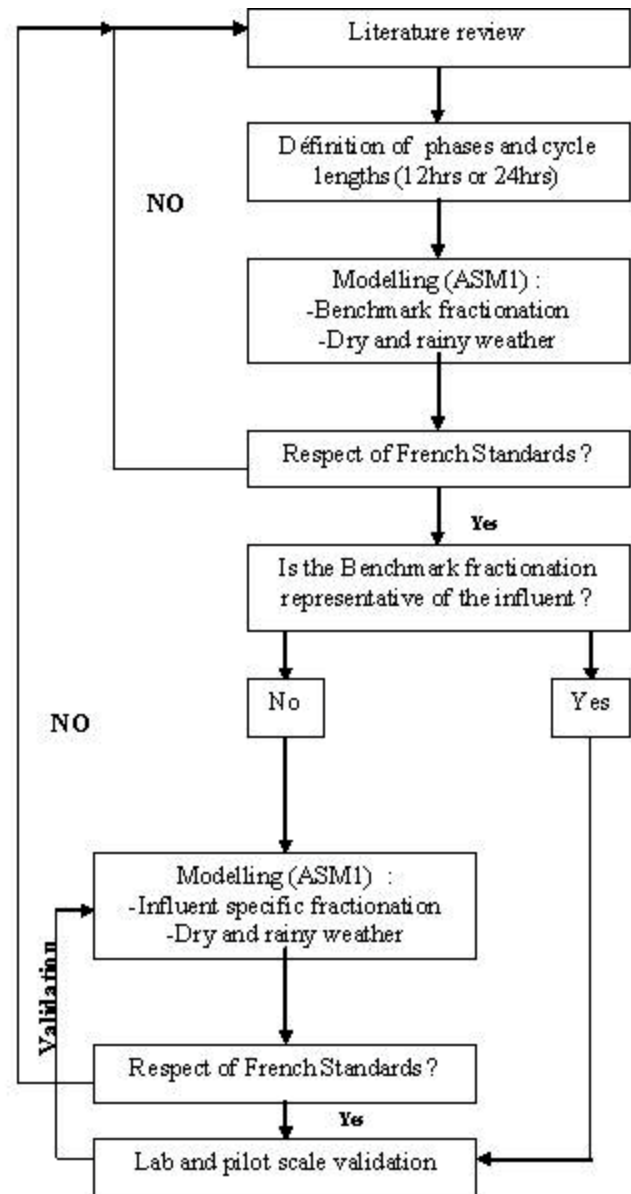 Literature review
Définition of phases and cycle
lengths (12hrs or 24hrs)
NO
Modelling (ASM1) :
-Benchmark fractionation
-Dry and rainy weather
Respect of French Standards ?
Yes
Is the Benchmark fractionation
representative of the influent ?
No
Yes
NO
Modelling (ASM1) :
-Influent specific fractionation
-Dry and rainy weather
Validation
Respect of French Standards ?
Yes
Lab and pilot scale validation